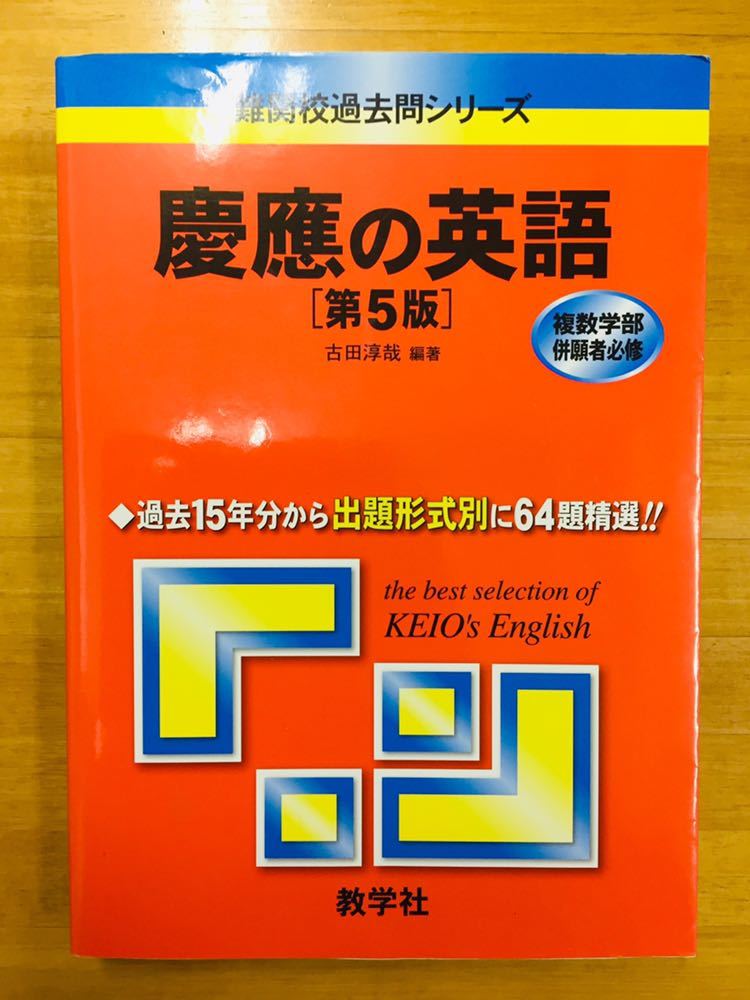 難関校過去問シリーズ
慶應の英語
［第5版］
古田淳哉 編著
複数学部
併願者必修
◆過去15年分から出題形式別に64題精選!!
the best selection of
KEIO's English
教学社